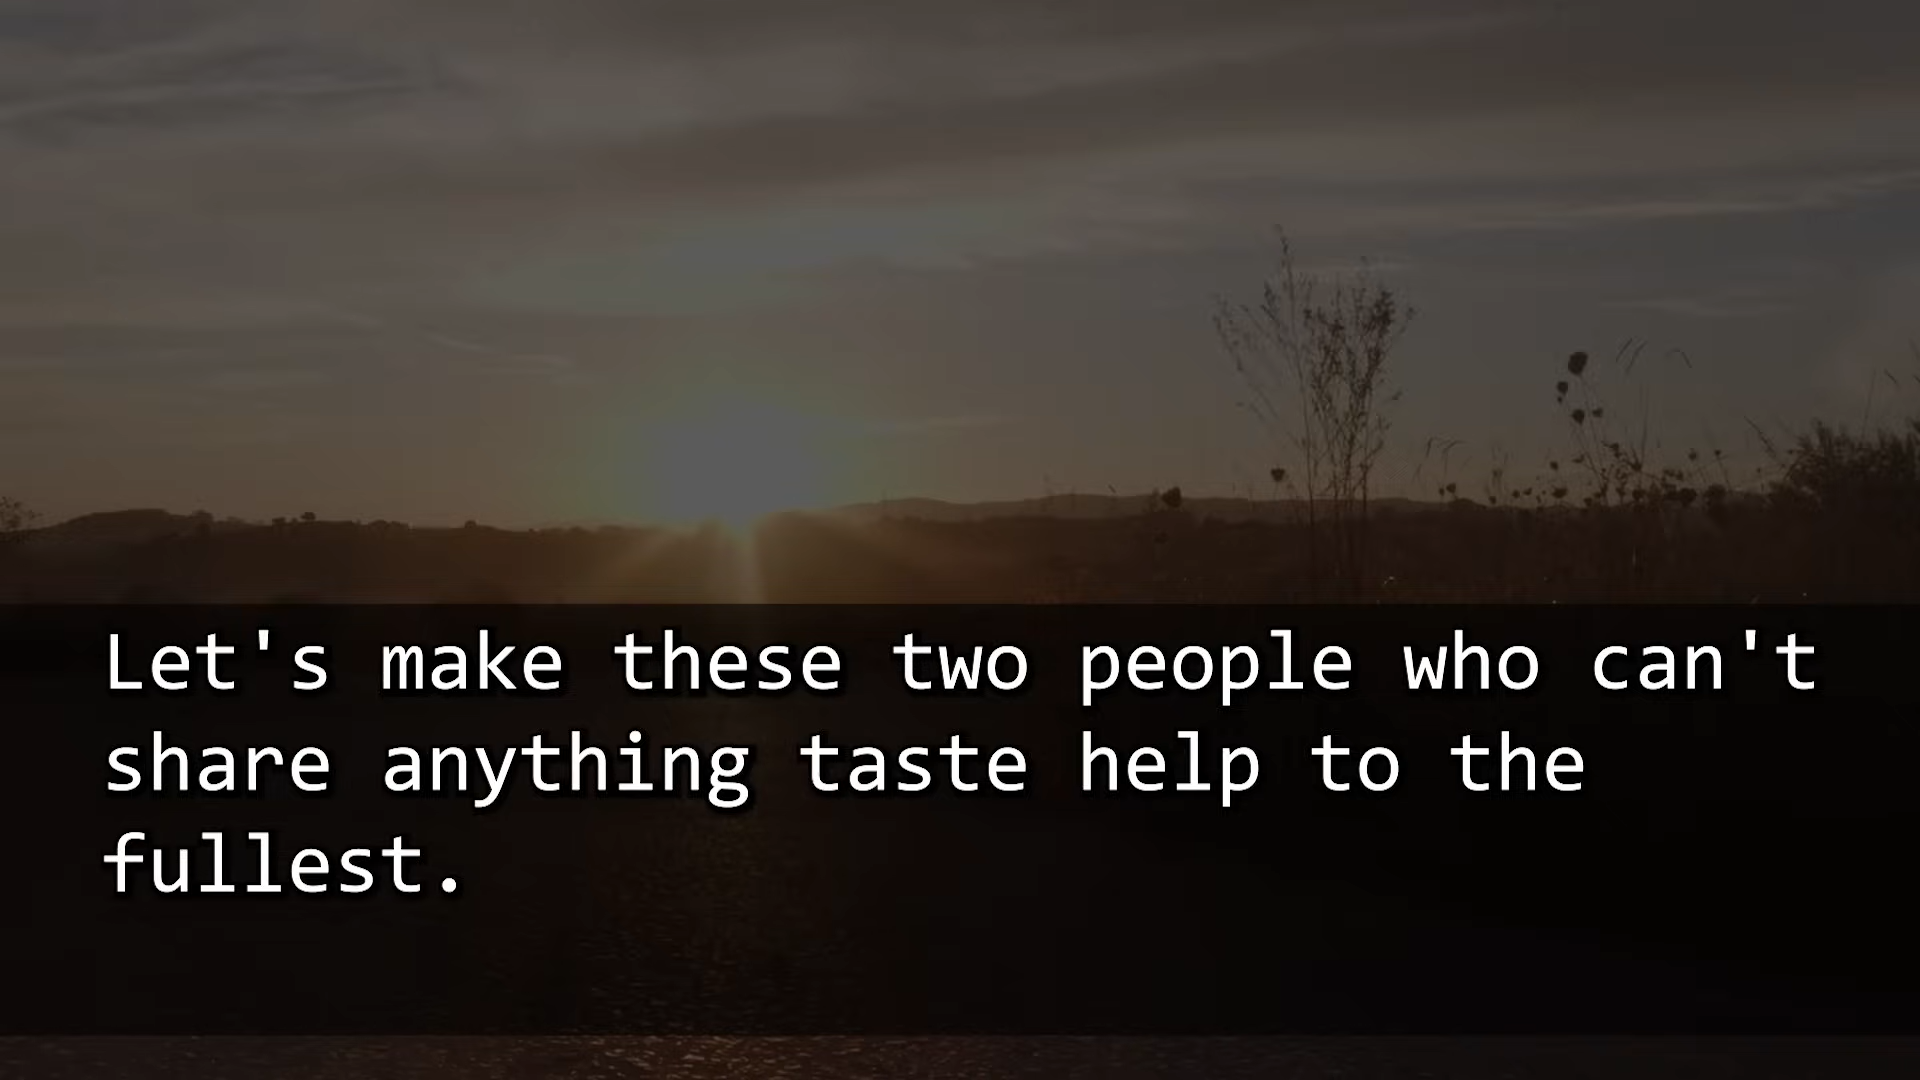 Let's make these two people who can't
share anything taste help to the
fullest.